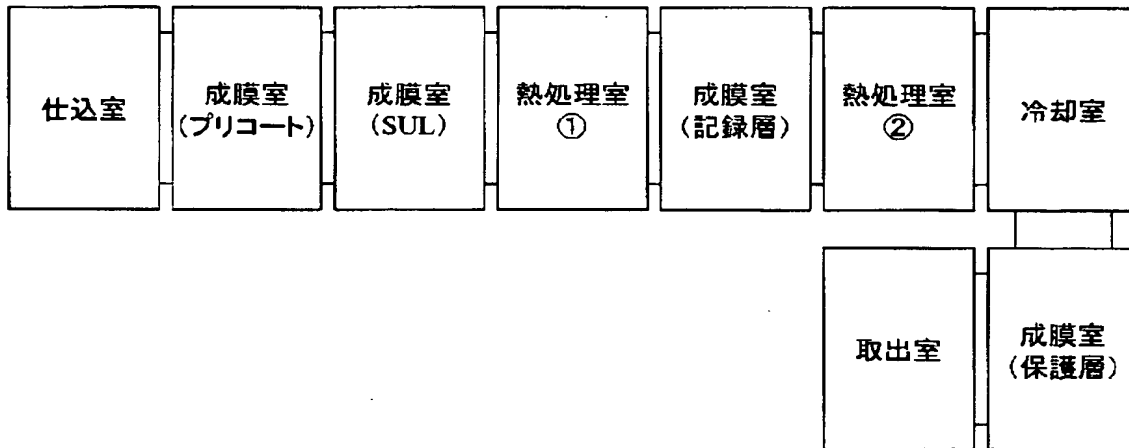 仕込室
成膜室
(プリコート)
成膜室
(SUL)
熱処理室
①
成膜室
(記録層)
熱処理室
②
冷却室
取出室
成膜室
(保護層)